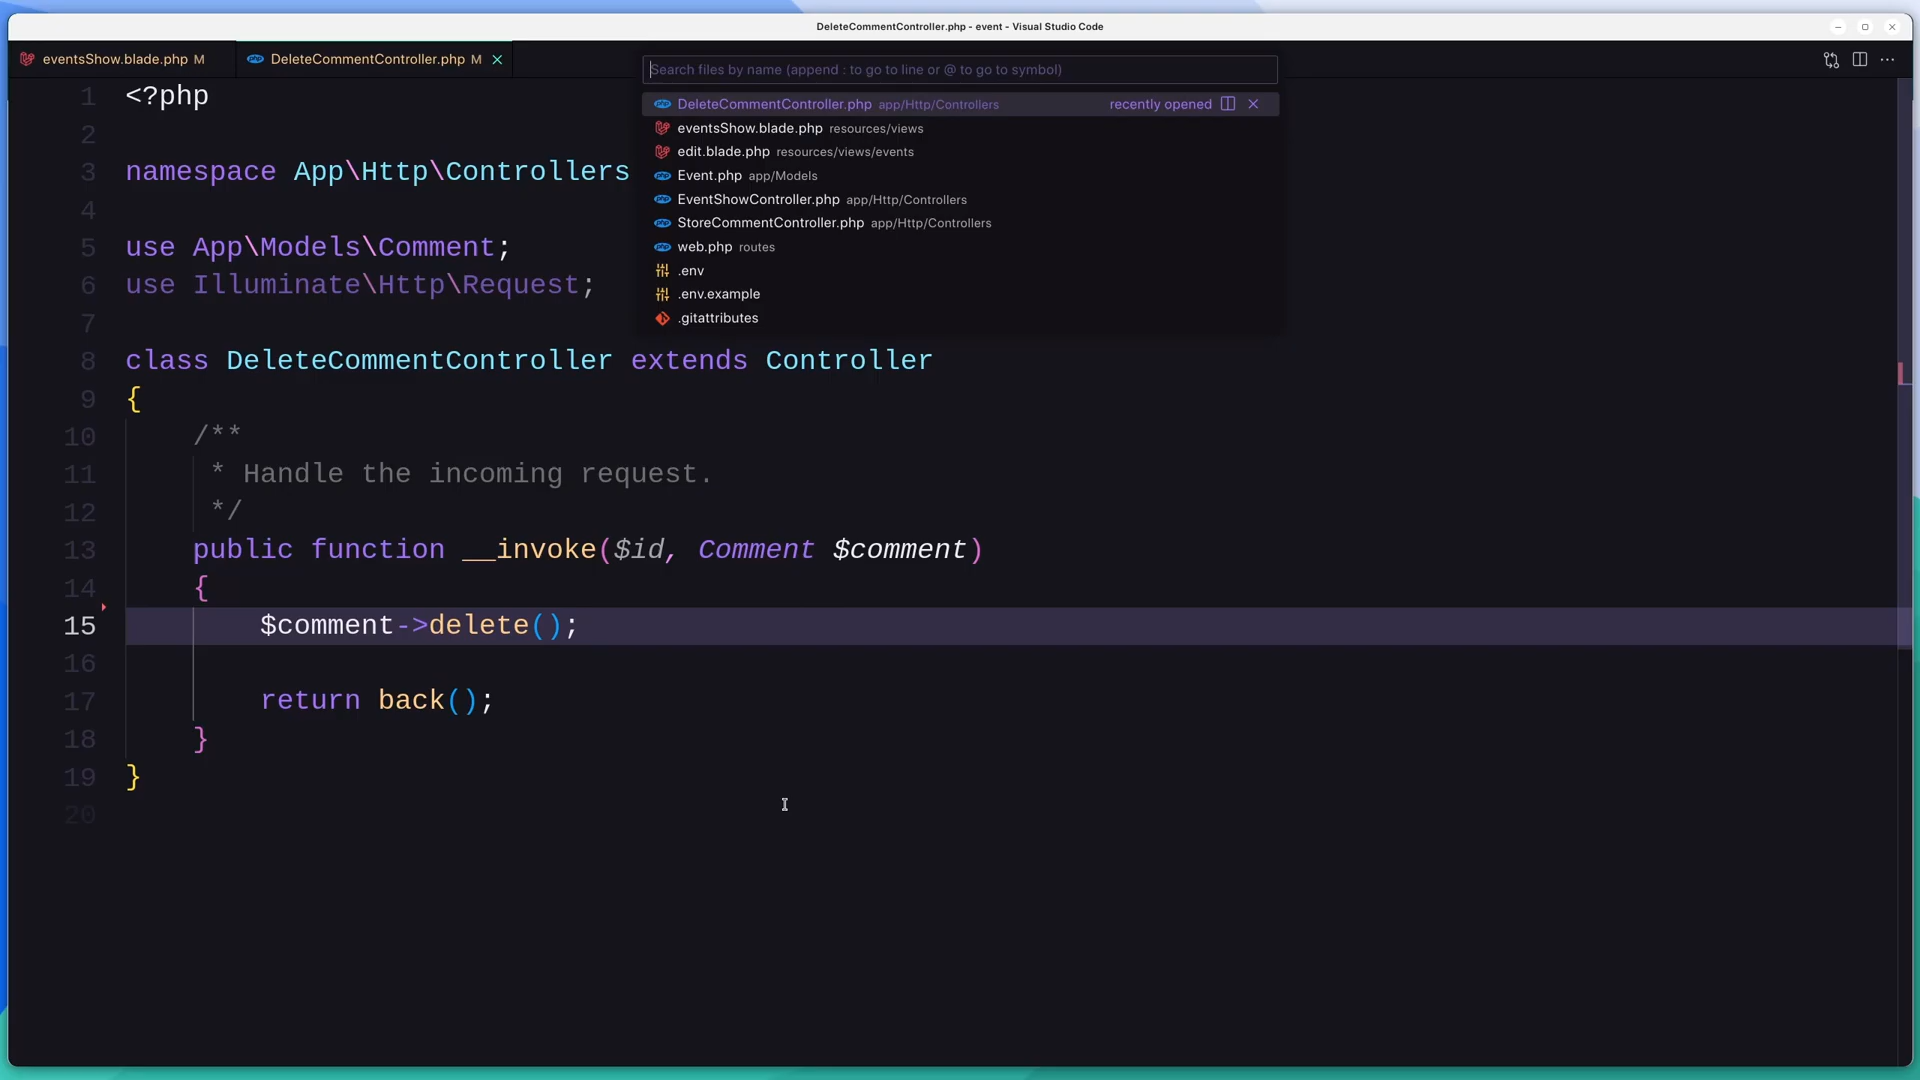 DeleteCommentController.php - event - Visual Studio Code
eventsShow.blade.php M
DeleteCommentController.php M
Search files by name (append : to go to line or @ to go to symbol)
DeleteCommentController.php app/Http/Controllers recently opened
eventsShow.blade.php resources/views
edit.blade.php resources/views/events
Event.php app/Models
EventShowController.php app/Http/Controllers
StoreCommentController.php app/Http/Controllers
web.php routes
.env
.env.example
.gitattributes
1 <?php
2
3 namespace App\Http\Controllers
4
5 use App\Models\Comment;
6 use Illuminate\Http\Request;
7
8 class DeleteCommentController extends Controller
9 {
10 /**
11 * Handle the incoming request.
12 */
13 public function __invoke($id, Comment $comment)
14 {
15 $comment->delete();
16
17 return back();
18 }
19 }
20